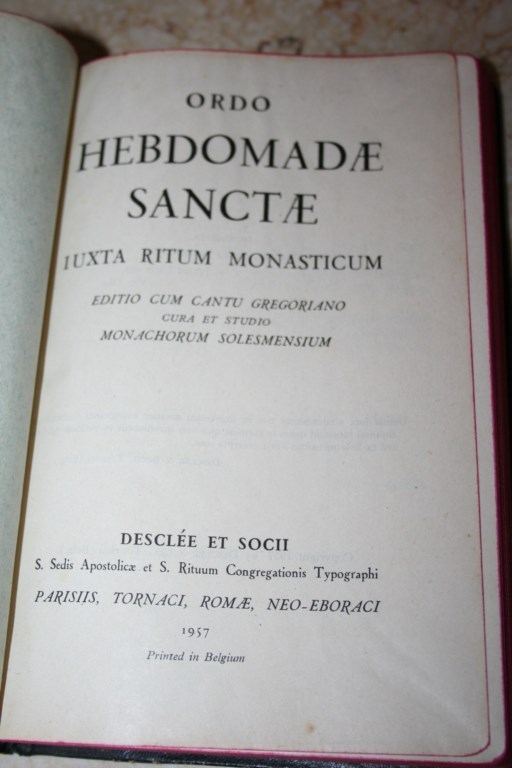 ORDO
HEBDOMADÆ
SANCTÆ
IUXTA RITUM MONASTICUM
EDITIO CUM CANTU GREGORIANO
CURA ET STUDIO
MONACHORUM SOLESMENSIUM
DESCLÉE ET SOCII
S. Sedis Apostolicæ et S. Rituum Congregationis Typographi
PARISIIS, TORNACI, ROMÆ, NEO-EBORACI
1957
Printed in Belgium